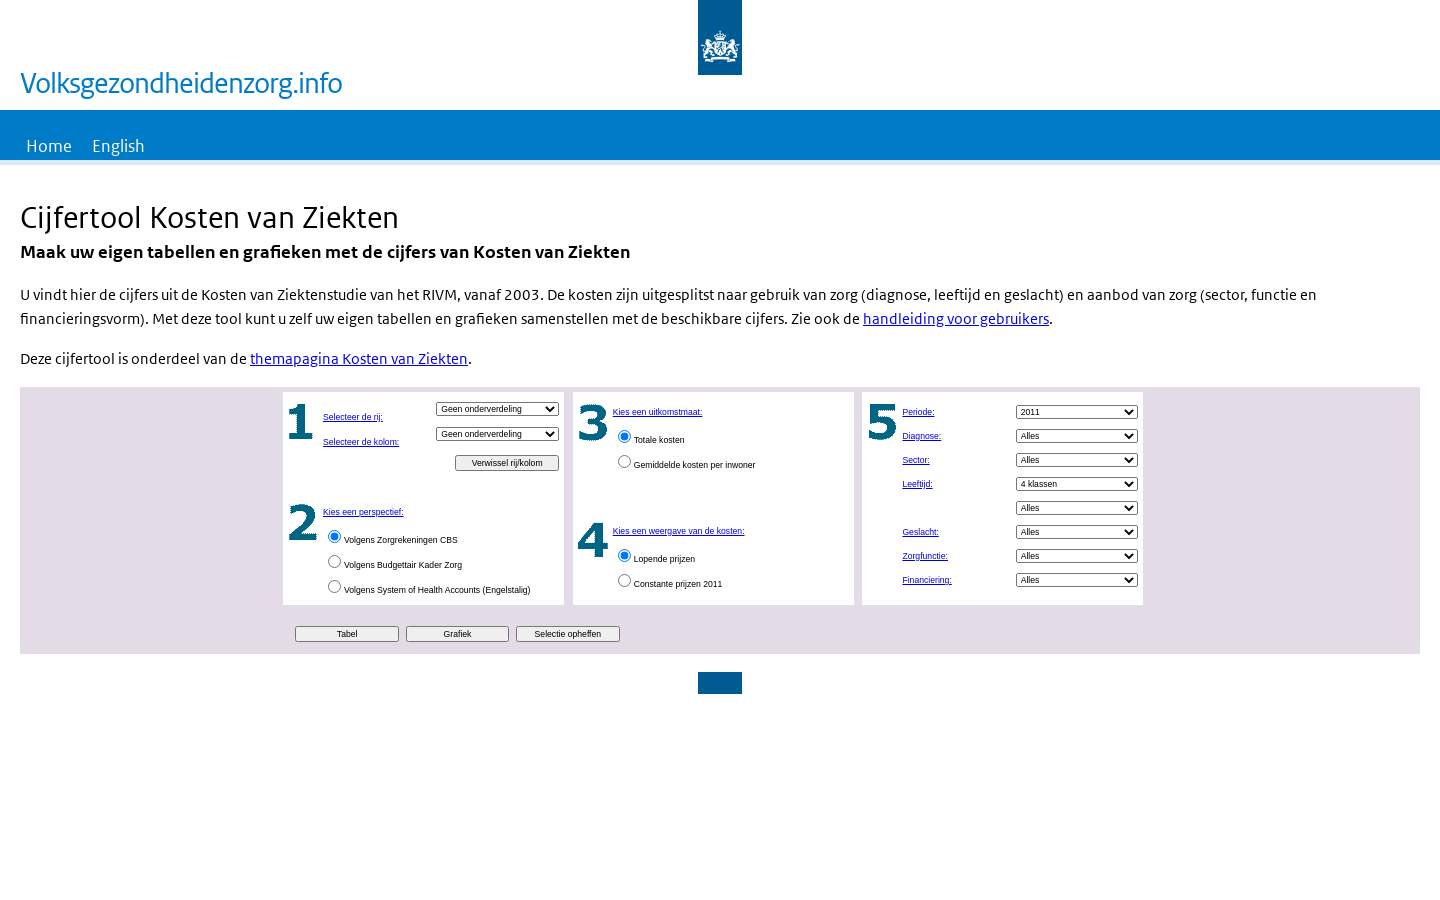 Volksgezondheidenzorg.info
Home English
Cijfertool Kosten van Ziekten
Maak uw eigen tabellen en grafieken met de cijfers van Kosten van Ziekten
U vindt hier de cijfers uit de Kosten van Ziektenstudie van het RIVM, vanaf 2003. De kosten zijn uitgesplitst naar gebruik van zorg (diagnose, leeftijd en geslacht) en aanbod van zorg (sector, functie en
financieringsvorm). Met deze tool kunt u zelf uw eigen tabellen en grafieken samenstellen met de beschikbare cijfers. Zie ook de handleiding voor gebruikers.
Deze cijfertool is onderdeel van de themapagina Kosten van Ziekten.
1
Selecteer de rij: Geen onderverdeling
Selecteer de kolom: Geen onderverdeling
Verwissel rij/kolom
2
Kies een perspectief:
Volgens Zorgrekeningen CBS
Volgens Budgettair Kader Zorg
Volgens System of Health Accounts (Engelstalig)
3
Kies een uitkomstmaat:
Totale kosten
Gemiddelde kosten per inwoner
4
Kies een weergave van de kosten:
Lopende prijzen
Constante prijzen 2011
5
Periode: 2011
Diagnose: Alles
Sector: Alles
Leeftijd: 4 klassen
Alles
Geslacht: Alles
Zorgfunctie: Alles
Financiering: Alles
Tabel Grafiek Selectie opheffen